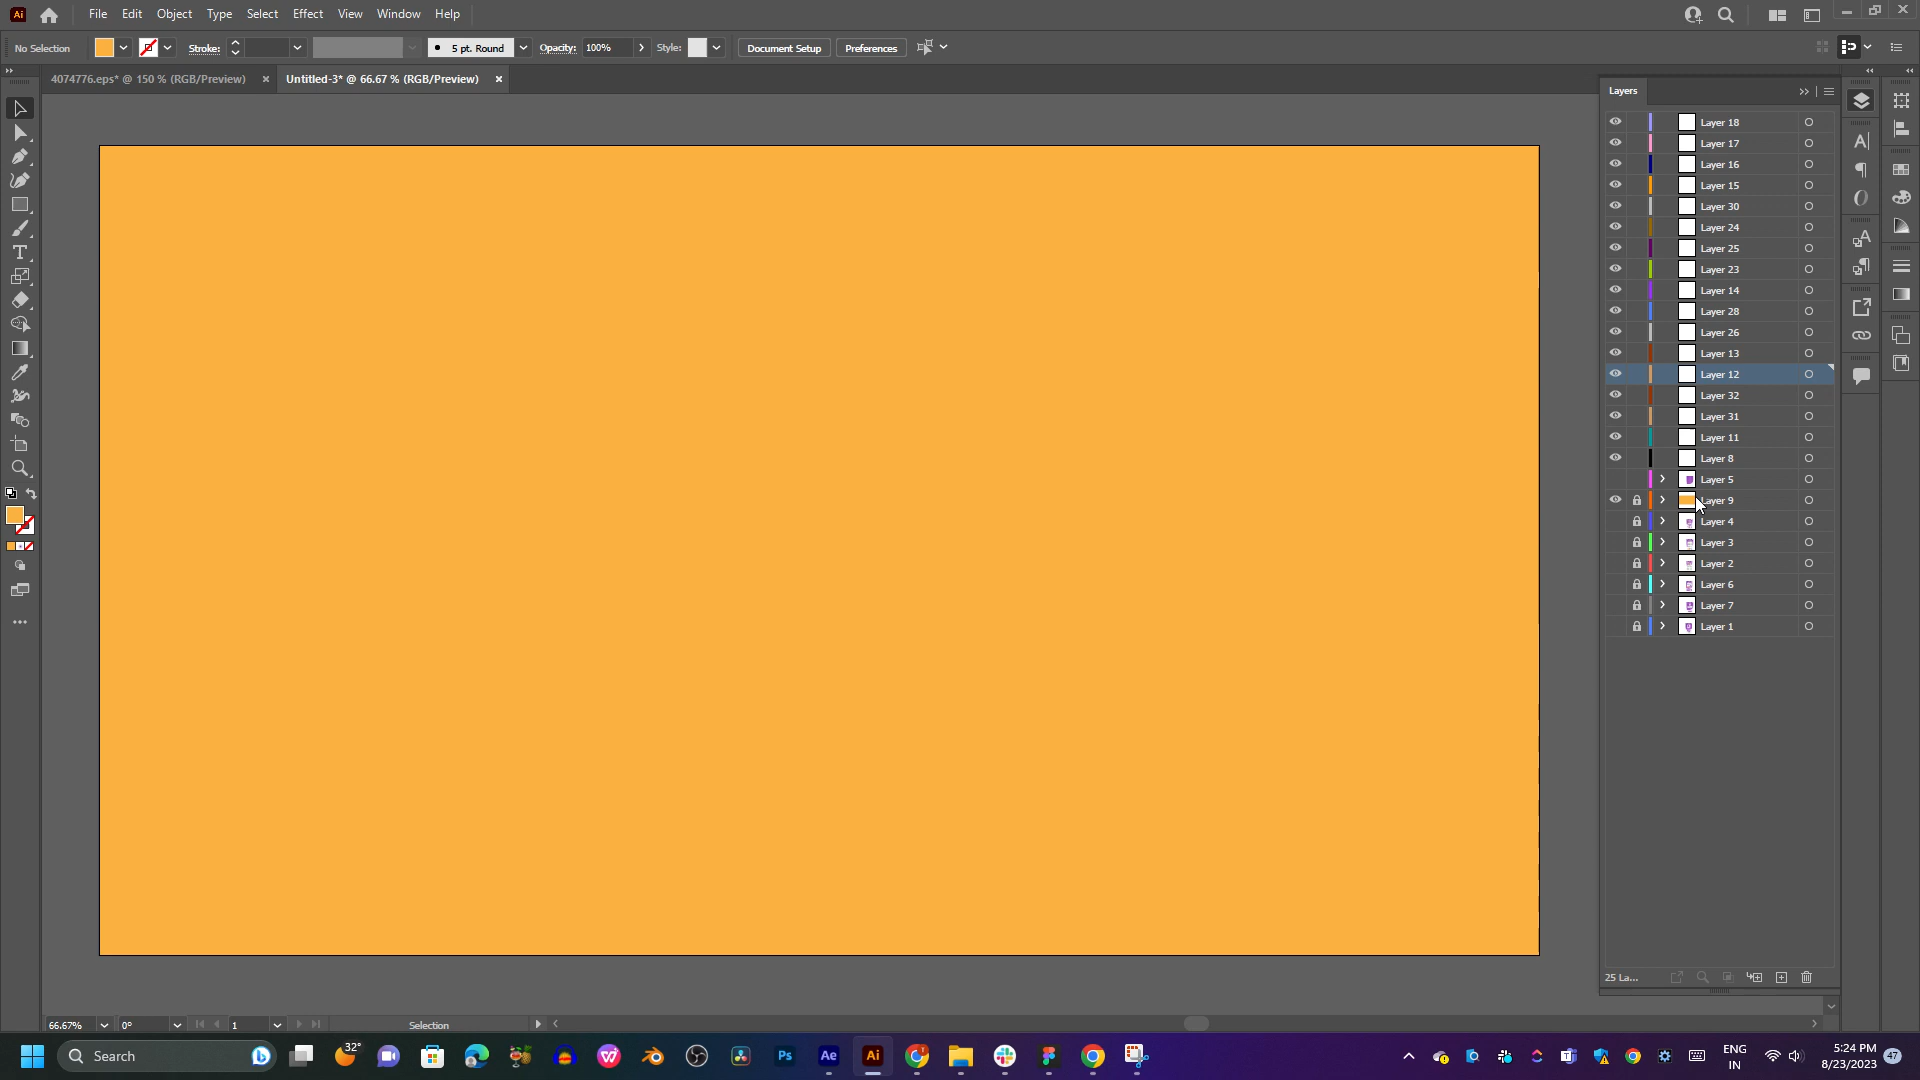 Ai File Edit Object Type Select Effect View Window Help
No Selection Stroke: 5 pt. Round Opacity: 100% Style: Document Setup Preferences
4074776.eps* @ 150 % (RGB/Preview) Untitled-3* @ 66.67 % (RGB/Preview)
Layers
Layer 18
Layer 17
Layer 16
Layer 15
Layer 30
Layer 24
Layer 25
Layer 23
Layer 14
Layer 28
Layer 26
Layer 13
Layer 12
Layer 32
Layer 31
Layer 11
Layer 8
Layer 5
Layer 9
Layer 4
Layer 3
Layer 2
Layer 6
Layer 7
Layer 1
25 La...
66.67% 0° 1 Selection
Search 32° Ps Ae Ai ENG 5:24 PM
IN 8/23/2023 47